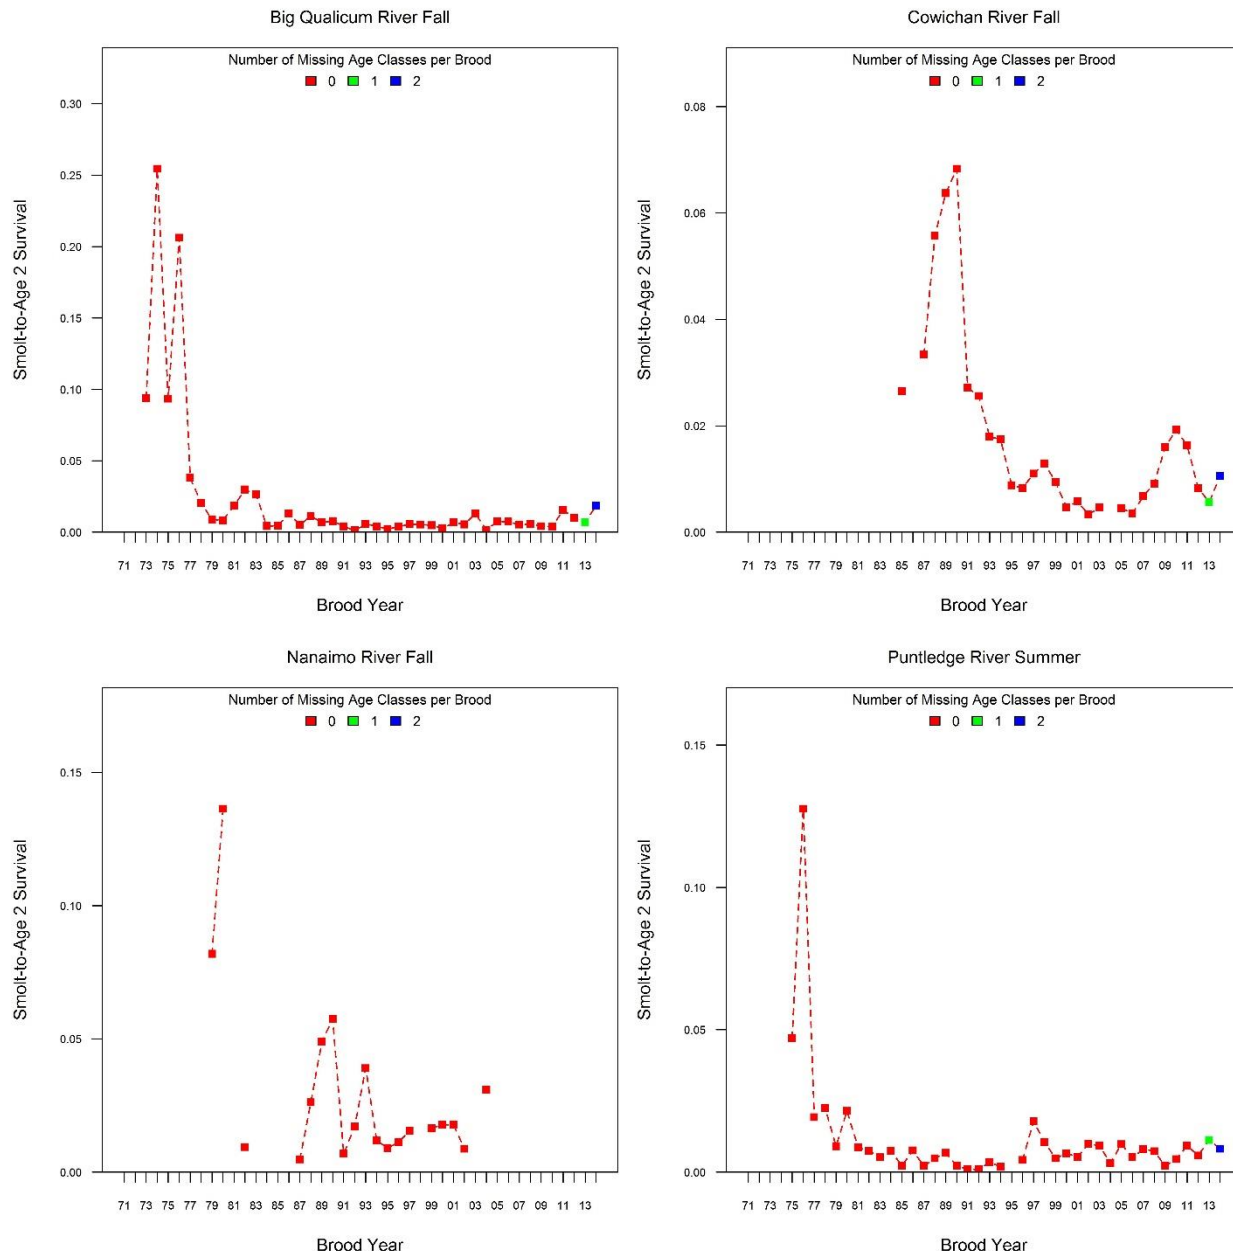 Big Qualicum River Fall
Number of Missing Age Classes per Brood
0 1 2
Smolt-to-Age 2 Survival
0.30
0.25
0.20
0.15
0.10
0.05
0.00
71 73 75 77 79 81 83 85 87 89 91 93 95 97 99 01 03 05 07 09 11 13
Brood Year
Cowichan River Fall
Number of Missing Age Classes per Brood
0 1 2
Smolt-to-Age 2 Survival
0.08
0.06
0.04
0.02
0.00
71 73 75 77 79 81 83 85 87 89 91 93 95 97 99 01 03 05 07 09 11 13
Brood Year
Nanaimo River Fall
Number of Missing Age Classes per Brood
0 1 2
Smolt-to-Age 2 Survival
0.15
0.10
0.05
0.00
71 73 75 77 79 81 83 85 87 89 91 93 95 97 99 01 03 05 07 09 11 13
Brood Year
Puntledge River Summer
Number of Missing Age Classes per Brood
0 1 2
Smolt-to-Age 2 Survival
0.15
0.10
0.05
0.00
71 73 75 77 79 81 83 85 87 89 91 93 95 97 99 01 03 05 07 09 11 13
Brood Year